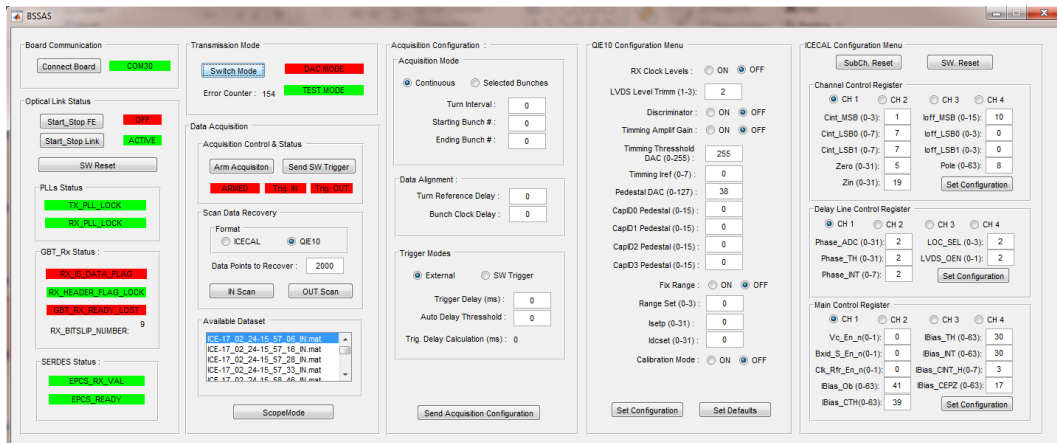 BSSAS
Board Communication
Connect Board COM30
Optical Link Status
Start_Stop FE OFF
Start_Stop Link ACTIVE
SW Reset
PLLs Status
TX_PLL_LOCK
RX_PLL_LOCK
GBT_Rx Status :
RX_IS_DATA_FLAG
RX_HEADER_FLAG_LOCK
GBT_RX_READY_LOST
RX_BITSLIP_NUMBER: 9
SERDES Status :
EPCS_RX_VAL
EPCS_READY
Transmission Mode
Switch Mode DAC MODE
Error Counter : 154 TEST MODE
Data Acquisition
Acquisition Control & Status
Arm Acquisiton Send SW Trigger
ARMED Trig. IN Trig. OUT
Scan Data Recovery
Format
ICECAL QIE10
Data Points to Recover : 2000
IN Scan OUT Scan
Available Dataset
ICE-17_02_24-15_57_06_IN.mat
ICE-17_02_24-15_57_16_IN.mat
ICE-17_02_24-15_57_28_IN.mat
ICE-17_02_24-15_57_33_IN.mat
ICE-17_02_24-15_58_46_IN.mat
ScopeMode
Acquisition Configuration :
Acquisition Mode
Continuous Selected Bunches
Turn Interval : 0
Starting Bunch # : 0
Ending Bunch # : 0
Data Alignment :
Turn Reference Delay : 0
Bunch Clock Delay : 0
Trigger Modes
External SW Trigger
Trigger Delay (ms) : 0
Auto Delay Threshold : 0
Trig. Delay Calculation (ms) : 0
Send Acquisition Configuration
QIE10 Configuration Menu
RX Clock Levels : ON OFF
LVDS Level Trimm (1-3): 2
Discriminator : ON OFF
Timming Amplif Gain : ON OFF
Timming Thresshold
DAC (0-255) : 255
Timming Iref (0-7) : 0
Pedestal DAC (0-127) : 38
CapID0 Pedestal (0-15) : 0
CapID1 Pedestal (0-15) : 0
CapID2 Pedestal (0-15) : 0
CapID3 Pedestal (0-15) : 0
Fix Range : ON OFF
Range Set (0-3) : 0
Isetp (0-31) : 0
Idcset (0-31) : 0
Calibration Mode : ON OFF
Set Configuration Set Defaults
ICECAL Configuration Menu
SubCh. Reset SW. Reset
Channel Control Register
CH 1 CH 2 CH 3 CH 4
Cint_MSB (0-3): 1 Ioff_MSB (0-15): 10
Cint_LSB0 (0-7): 7 Ioff_LSB0 (0-3): 0
Cint_LSB1 (0-7): 7 Ioff_LSB1 (0-3): 0
Zero (0-31): 5 Pole (0-63): 8
Zin (0-31): 19 Set Configuration
Delay Line Control Register
CH 1 CH 2 CH 3 CH 4
Phase_ADC (0-31): 2 LOC_SEL (0-3): 2
Phase_TH (0-31): 2 LVDS_OEN (0-1): 2
Phase_INT (0-7): 2 Set Configuration
Main Control Register
CH 1 CH 2 CH 3 CH 4
Vc_En_n(0-1): 0 IBias_TH (0-63): 30
Bxid_S_En_n(0-1): 0 IBias_INT (0-63): 30
Clk_Rfr_En_n(0-1): 0 IBias_CINT_H(0-7): 3
IBias_Ob (0-63): 41 IBias_CEPZ (0-63): 17
IBias_CTH(0-63): 39 Set Configuration